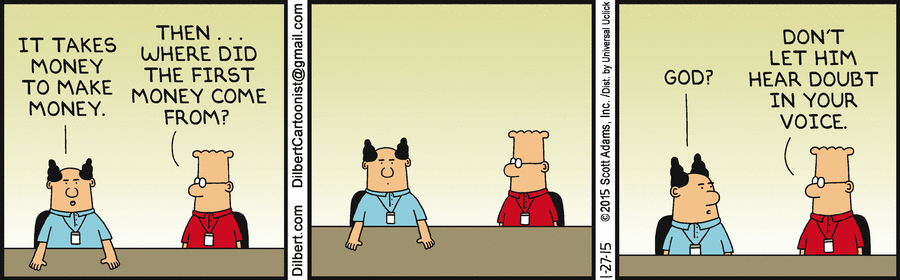 IT TAKES
MONEY
TO MAKE
MONEY.
THEN...
WHERE DID
THE FIRST
MONEY COME
FROM?
Dilbert.com DilbertCartoonist@gmail.com
1-27-15 ©2015 Scott Adams, Inc. /Dist. by Universal Uclick
GOD?
DON'T
LET HIM
HEAR DOUBT
IN YOUR
VOICE.